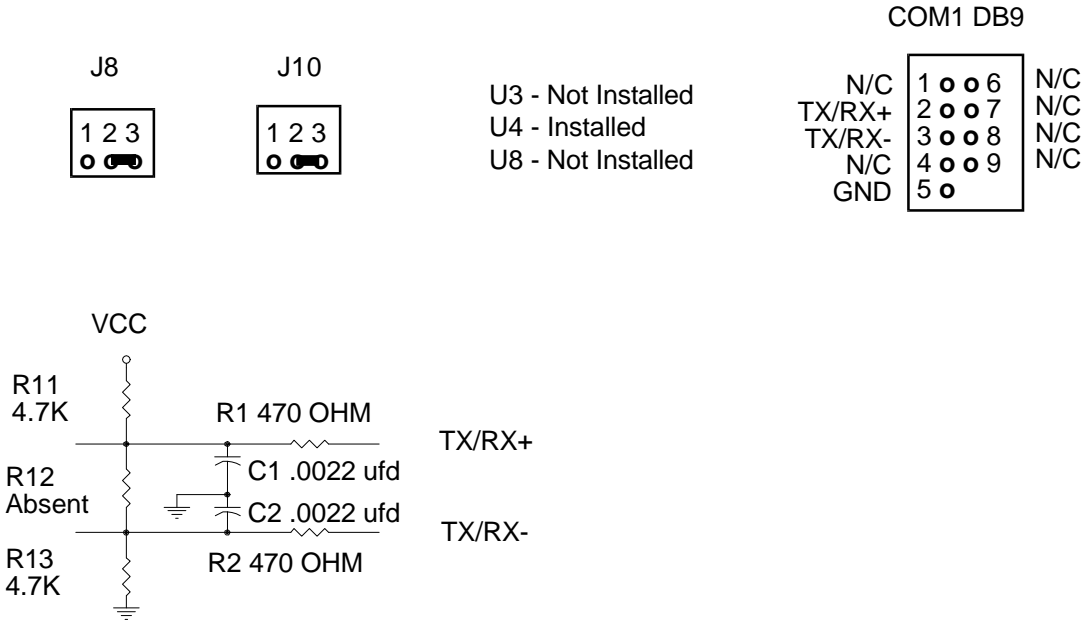 COM1 DB9
J8
J10
1 2 3
1 2 3
U3 - Not Installed
U4 - Installed
U8 - Not Installed
N/C 1 o o 6 N/C
TX/RX+ 2 o o 7 N/C
TX/RX- 3 o o 8 N/C
N/C 4 o o 9 N/C
GND 5 o
VCC
R11
4.7K
R1 470 OHM
TX/RX+
C1 .0022 ufd
R12
Absent
C2 .0022 ufd
TX/RX-
R2 470 OHM
R13
4.7K